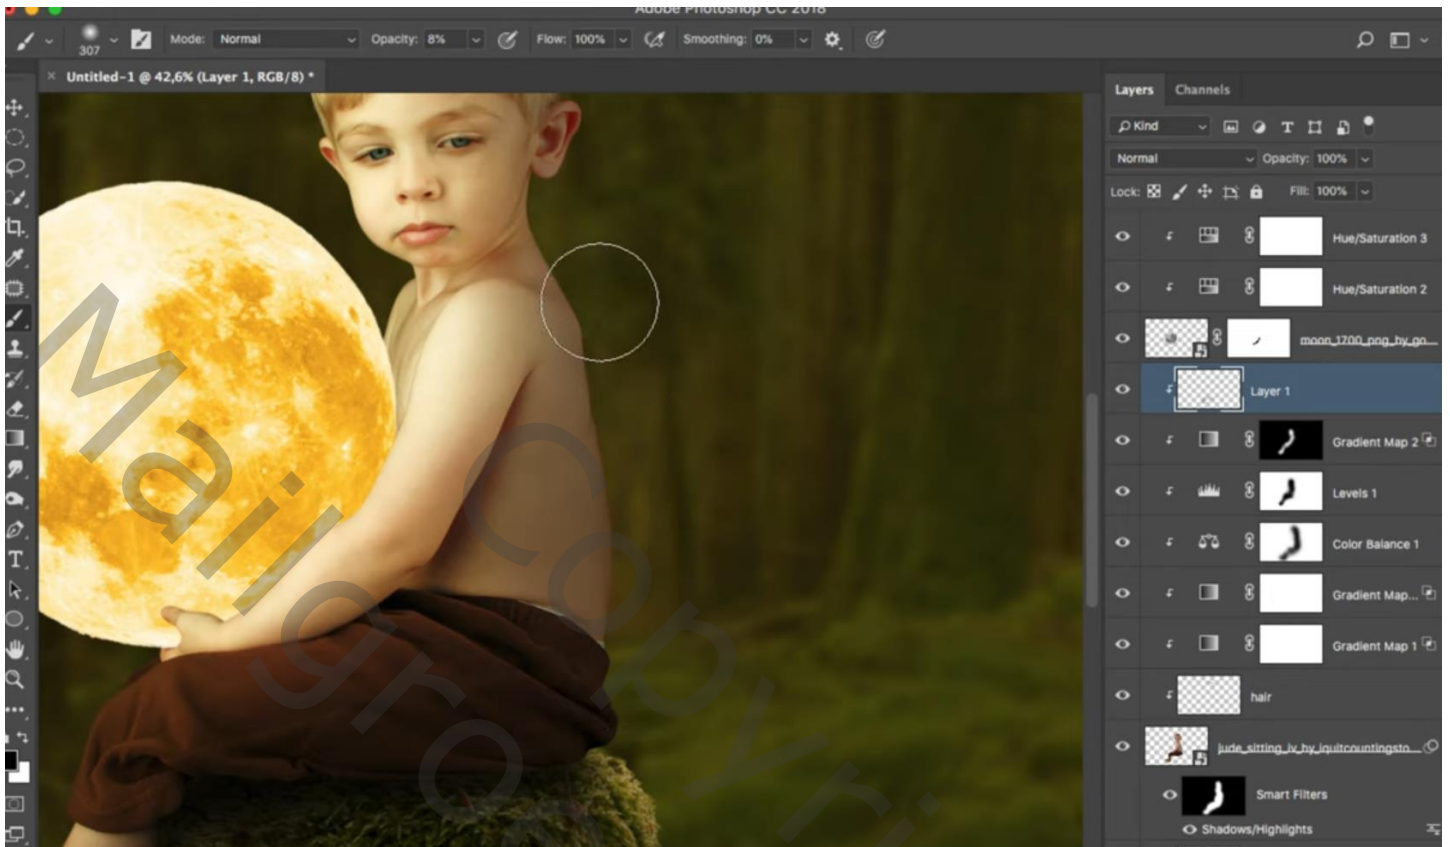 Adobe Photoshop CC 2018
307
Mode: Normal
Opacity: 8%
Flow: 100%
Smoothing: 0%
× Untitled-1 @ 42,6% (Layer 1, RGB/8) *
Layers
Channels
Kind
Normal
Opacity: 100%
Lock:
Fill: 100%
Hue/Saturation 3
Hue/Saturation 2
moon_1700_png_by_go...
Layer 1
Gradient Map 2
Levels 1
Color Balance 1
Gradient Map...
Gradient Map 1
hair
jude_sitting_iv_by_iquitcountingsto...
Smart Filters
Shadows/Highlights